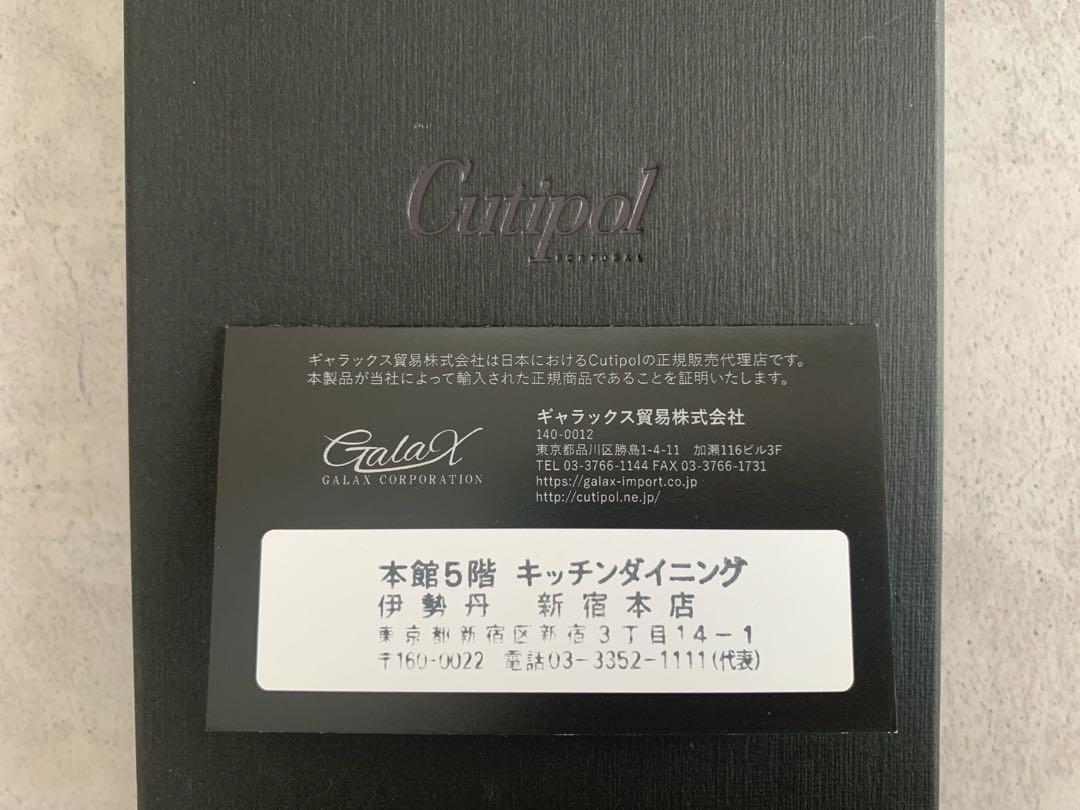 Cutipol
PORTUGAL
ギャラックス貿易株式会社は日本におけるCutipolの正規販売代理店です。
本製品が当社によって輸入された正規商品であることを証明いたします。
GalaX
GALAX CORPORATION
ギャラックス貿易株式会社
140-0012
東京都品川区勝島1-4-11 加瀬116ビル3F
TEL 03-3766-1144 FAX 03-3766-1731
https://galax-import.co.jp
http://cutipol.ne.jp/
本館5階 キッチンダイニング
伊勢丹 新宿本店
東京都新宿区新宿3丁目14-1
〒160-0022 電話03-3352-1111(代表)